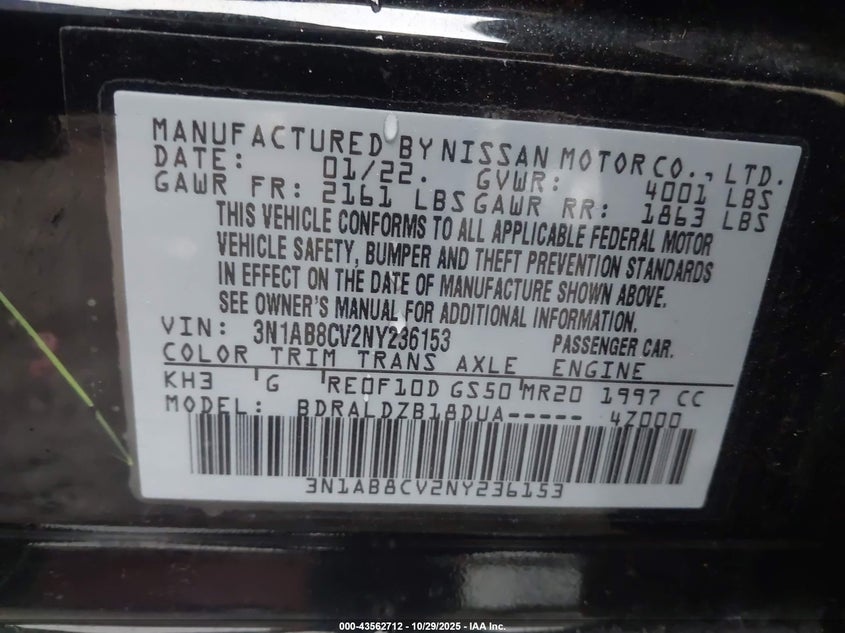 MANUFACTURED BY NISSAN MOTOR CO., LTD.
DATE: 01/22. GVWR: 4001 LBS
GAWR FR: 2161 LBS GAWR RR: 1863 LBS
THIS VEHICLE CONFORMS TO ALL APPLICABLE FEDERAL MOTOR
VEHICLE SAFETY, BUMPER AND THEFT PREVENTION STANDARDS
IN EFFECT ON THE DATE OF MANUFACTURE SHOWN ABOVE.
SEE OWNER'S MANUAL FOR ADDITIONAL INFORMATION.
VIN: 3N1AB8CV2NY236153 PASSENGER CAR.
COLOR TRIM TRANS AXLE ENGINE
KH3 G RE0F10D GS50 MR20 1997 CC
MODEL: BDRALDZB18DUA----- 4Z000
3N1AB8CV2NY236153
000-43562712 - 10/29/2025 - IAA Inc.